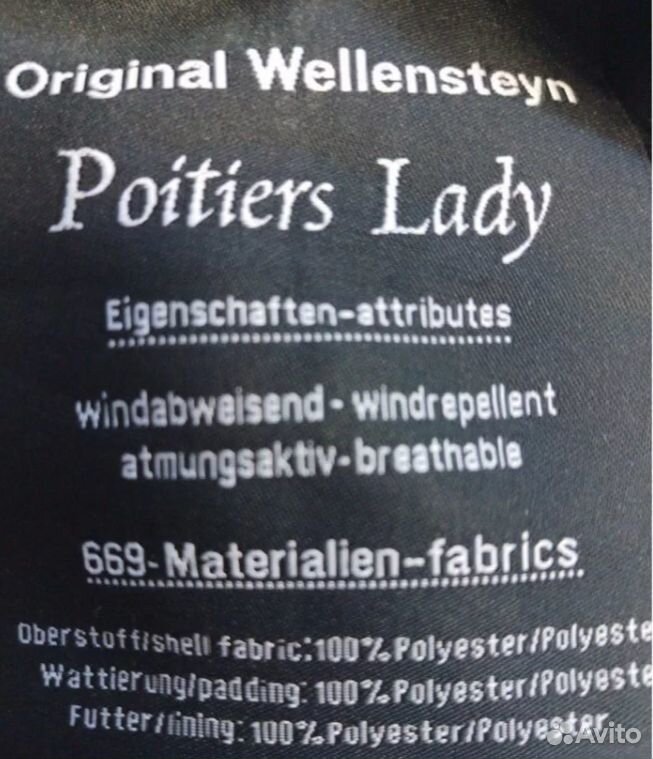 Original Wellensteyn
Poitiers Lady
Eigenschaften-attributes
windabweisend - windrepellent
atmungsaktiv-breathable
669-Materialien-fabrics
Oberstoff/shell fabric:100%Polyester/Polyeste
Wattierung/padding: 100%Polyester/Polyeste
Futter/lining: 100%Polyester/Polyester
Avito